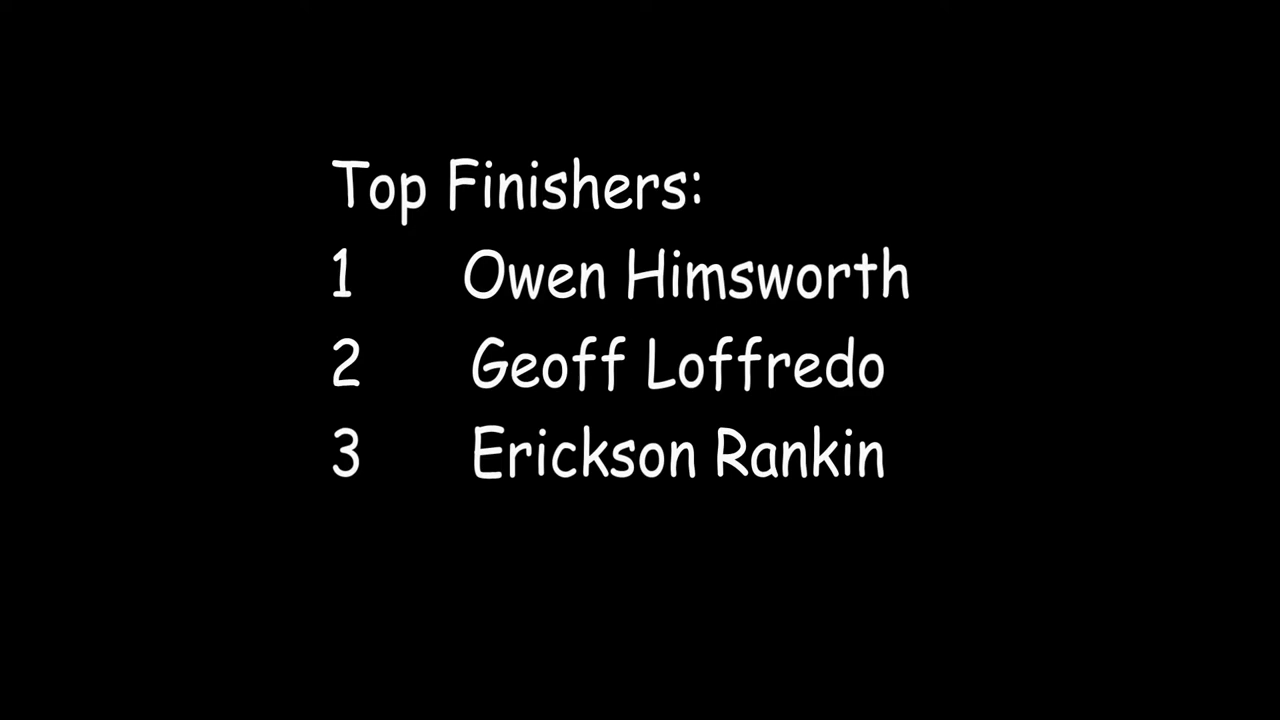 Top Finishers:
1 Owen Himsworth
2 Geoff Loffredo
3 Erickson Rankin